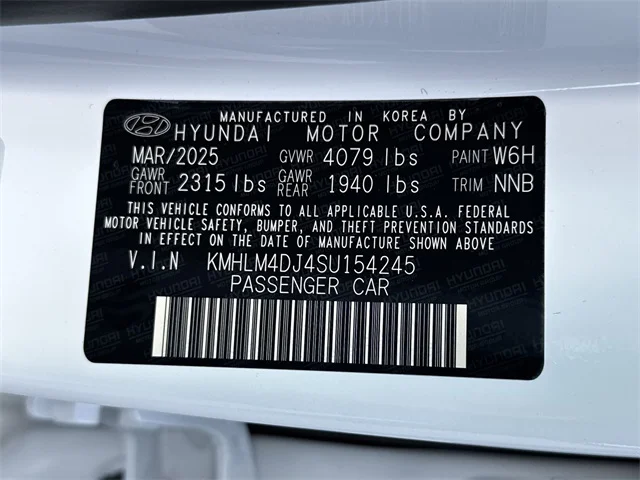 MANUFACTURED IN KOREA BY
HYUNDAI MOTOR COMPANY
MAR/2025 GVWR 4079 lbs PAINT W6H
GAWR FRONT 2315 lbs GAWR REAR 1940 lbs TRIM NNB
THIS VEHICLE CONFORMS TO ALL APPLICABLE U.S.A. FEDERAL
MOTOR VEHICLE SAFETY, BUMPER, AND THEFT PREVENTION STANDARDS
IN EFFECT ON THE DATE OF MANUFACTURE SHOWN ABOVE
V.I.N KMHLM4DJ4SU154245
PASSENGER CAR